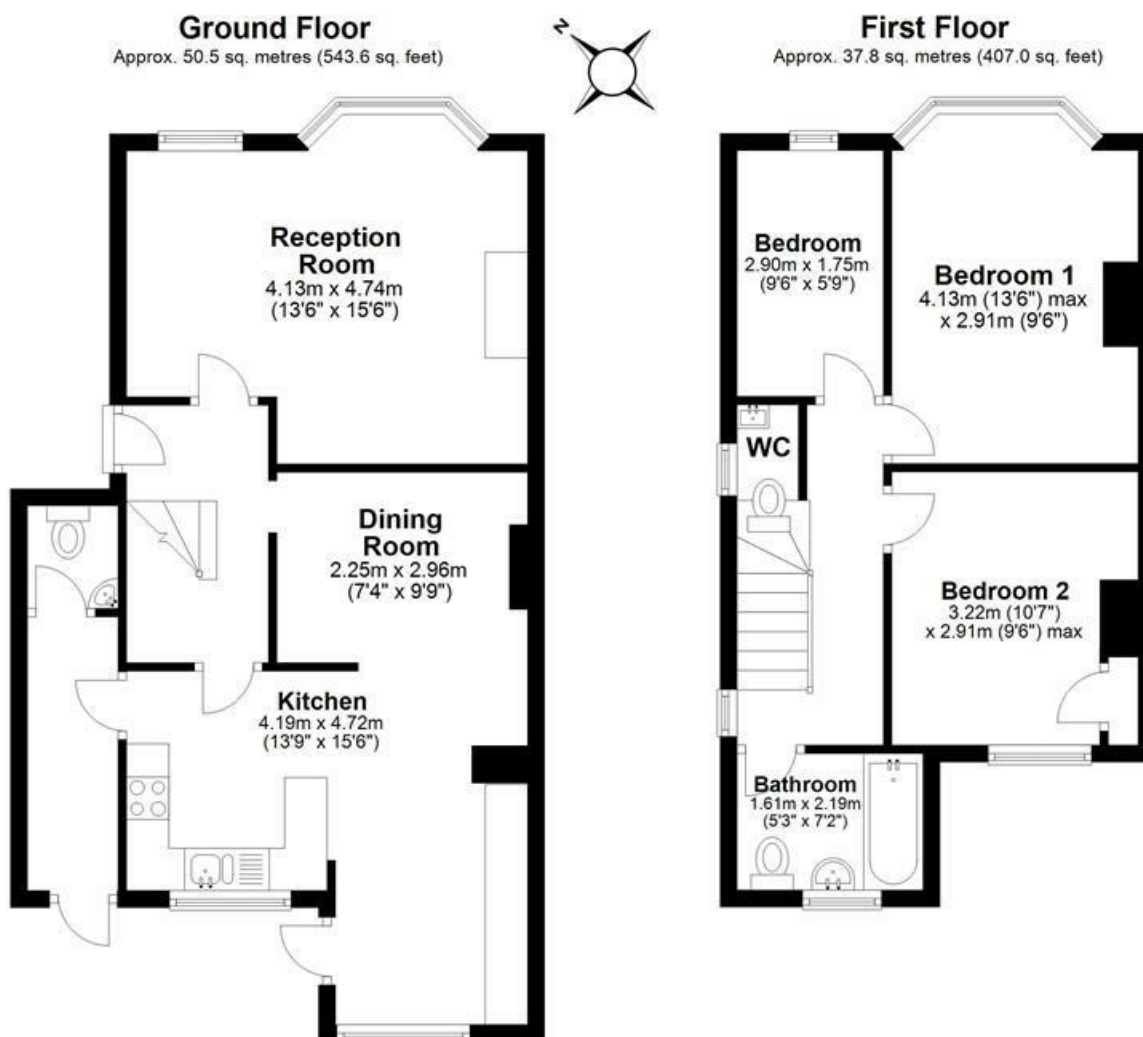 Ground Floor
Approx. 50.5 sq. metres (543.6 sq. feet)
N
First Floor
Approx. 37.8 sq. metres (407.0 sq. feet)
Reception
Room
4.13m x 4.74m
(13'6" x 15'6")
Dining
Room
2.25m x 2.96m
(7'4" x 9'9")
Kitchen
4.19m x 4.72m
(13'9" x 15'6")
Bedroom
2.90m x 1.75m
(9'6" x 5'9")
Bedroom 1
4.13m (13'6") max
x 2.91m (9'6")
WC
Bedroom 2
3.22m (10'7")
x 2.91m (9'6") max
Bathroom
1.61m x 2.19m
(5'3" x 7'2")